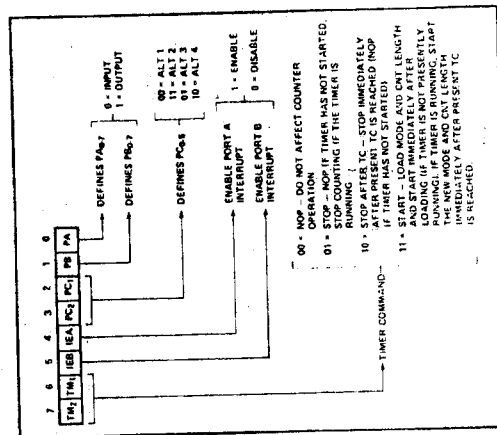 7 6 5 4 3 2 1 0
TM2 TM1 IEB IEA PC2 PC1 PB PA
DEFINES PA0-7
DEFINES PB0-7
0 = INPUT
1 = OUTPUT
DEFINES PC0-5
00 = ALT 1
11 = ALT 2
01 = ALT 3
10 = ALT 4
ENABLE PORT A
INTERRUPT
ENABLE PORT B
INTERRUPT
1 = ENABLE
0 = DISABLE
TIMER COMMAND
00 = NOP – DO NOT AFFECT COUNTER
OPERATION
01 = STOP – NOP IF TIMER HAS NOT STARTED.
STOP COUNTING IF THE TIMER IS
RUNNING
10 = STOP AFTER TC – STOP IMMEDIATELY
AFTER PRESENT TC IS REACHED (NOP
IF TIMER HAS NOT STARTED)
11 = START – LOAD MODE AND CNT LENGTH
AND START IMMEDIATELY AFTER
LOADING (IF TIMER IS NOT PRESENTLY
RUNNING). IF TIMER IS RUNNING, START
THE NEW MODE AND CNT LENGTH
IMMEDIATELY AFTER PRESENT TC
IS REACHED.